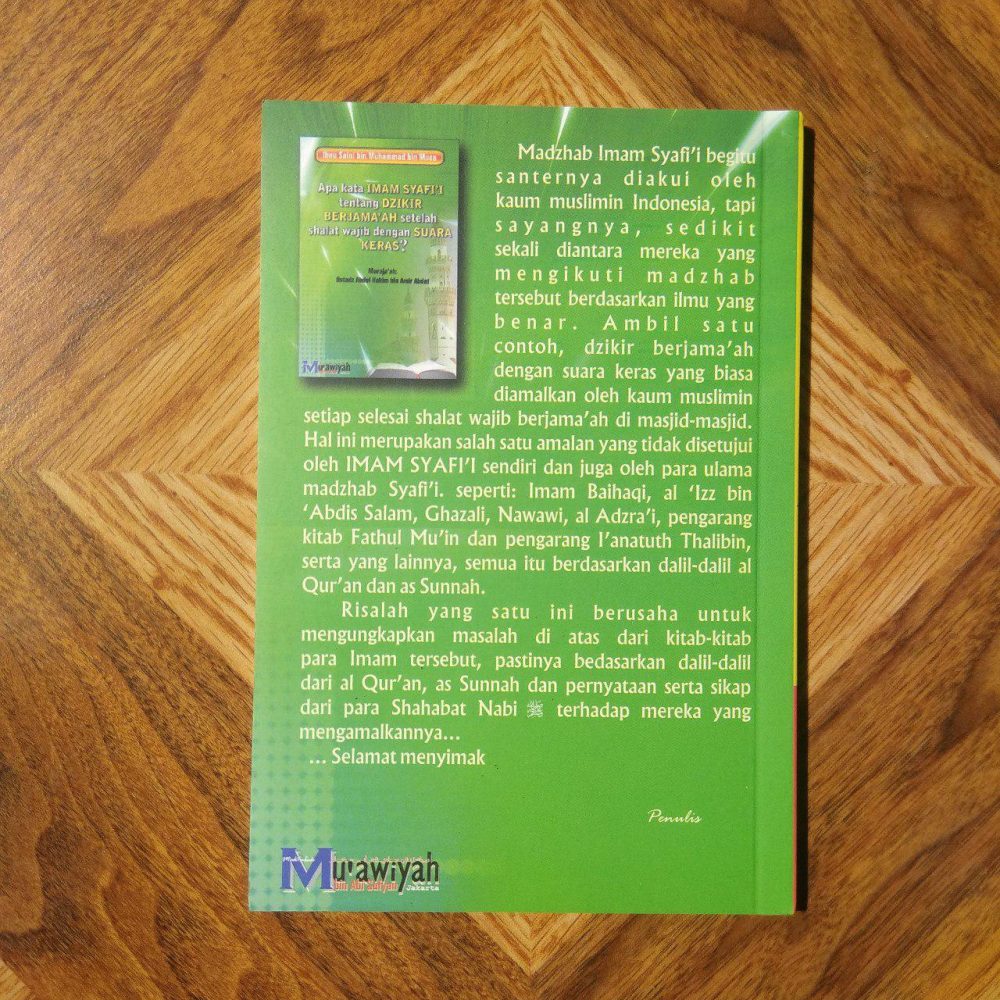 Ibnu Saini bin Muhammad bin Musa
Apa kata IMAM SYAFI'I
tentang DZIKIR
BERJAMA'AH setelah
shalat wajib dengan SUARA
KERAS?
Muraja'ah:
Ustadz Abdul Hakim bin Amir Abdat
Mu'awiyah
Madzhab Imam Syafi'i begitu
santernya diakui oleh
kaum muslimin Indonesia, tapi
sayangnya, sedikit
sekali diantara mereka yang
mengikuti madzhab
tersebut berdasarkan ilmu yang
benar. Ambil satu
contoh, dzikir berjama'ah
dengan suara keras yang biasa
diamalkan oleh kaum muslimin
setiap selesai shalat wajib berjama'ah di masjid-masjid.
Hal ini merupakan salah satu amalan yang tidak disetujui
oleh IMAM SYAFI'I sendiri dan juga oleh para ulama
madzhab Syafi'i. seperti: Imam Baihaqi, al 'Izz bin
'Abdis Salam, Ghazali, Nawawi, al Adzra'i, pengarang
kitab Fathul Mu'in dan pengarang I'anatuth Thalibin,
serta yang lainnya, semua itu berdasarkan dalil-dalil al
Qur'an dan as Sunnah.
Risalah yang satu ini berusaha untuk
mengungkapkan masalah di atas dari kitab-kitab
para Imam tersebut, pastinya bedasarkan dalil-dalil
dari al Qur'an, as Sunnah dan pernyataan serta sikap
dari para Shahabat Nabi ﷺ terhadap mereka yang
mengamalkannya...
... Selamat menyimak
Penulis
Mu'awiyah
bin Abi Sufyan
Jakarta